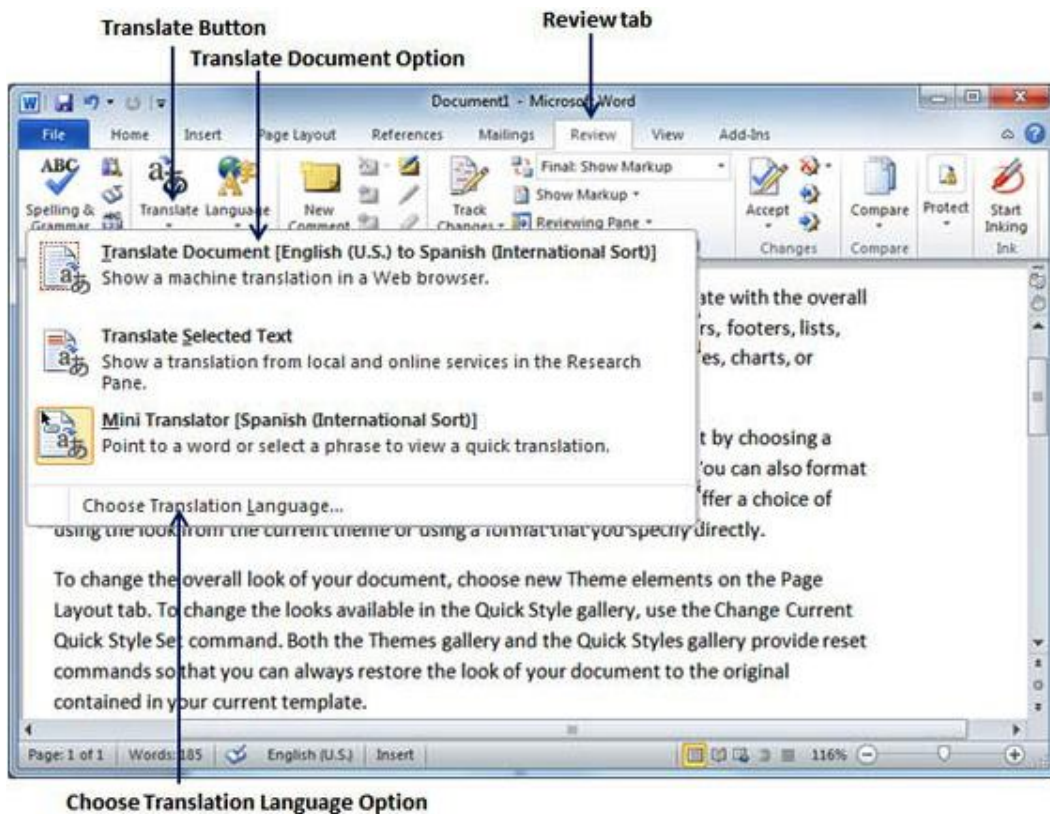 Review tab
Translate Button
Translate Document Option
Document1 - Microsoft Word
File Home Insert Page Layout References Mailings Review View Add-Ins
ABC
Spelling &
Grammar
Translate
Language
New
Comment
Track
Changes
Final: Show Markup
Show Markup
Reviewing Pane
Accept
Changes
Compare
Compare
Protect
Start
Inking
Ink
Translate Document [English (U.S.) to Spanish (International Sort)]
Show a machine translation in a Web browser.
Translate Selected Text
Show a translation from local and online services in the Research
Pane.
Mini Translator [Spanish (International Sort)]
Point to a word or select a phrase to view a quick translation.
Choose Translation Language...
ate with the overall
rs, footers, lists,
es, charts, or
t by choosing a
ou can also format
ffer a choice of
using the look from the current theme or using a format that you specify directly.
To change the overall look of your document, choose new Theme elements on the Page
Layout tab. To change the looks available in the Quick Style gallery, use the Change Current
Quick Style Set command. Both the Themes gallery and the Quick Styles gallery provide reset
commands so that you can always restore the look of your document to the original
contained in your current template.
Page: 1 of 1 Words: 185 English (U.S.) Insert 116%
Choose Translation Language Option